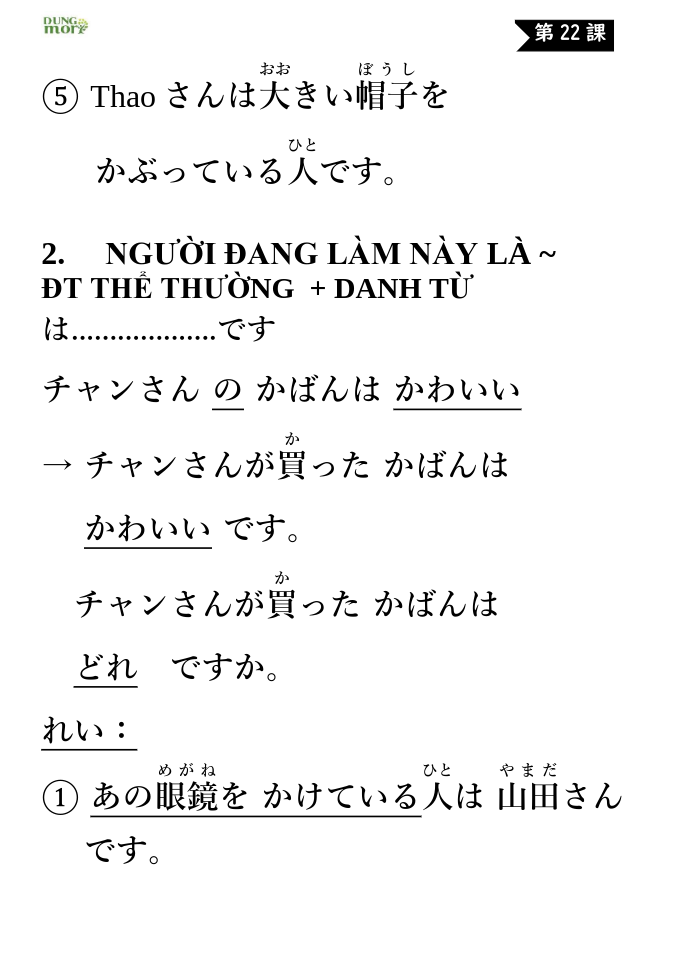 DUNG
mori
第 22 課
おお ぼうし
⑤ Thao さんは大きい帽子を
ひと
かぶっている人です。
2. NGƯỜI ĐANG LÀM NÀY LÀ ~
ĐT THỂ THƯỜNG + DANH TỪ
は...................です
チャンさん の かばんは かわいい
か
→ チャンさんが買った かばんは
かわいい です。
か
チャンさんが買った かばんは
どれ ですか。
れい：
めがね ひと やまだ
① あの眼鏡を かけている人は 山田さん
です。